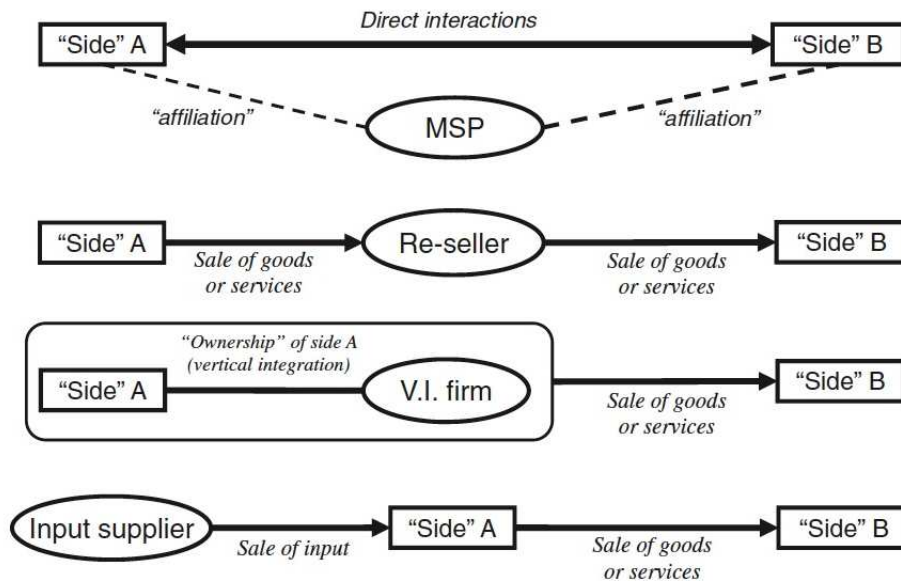 Direct interactions
“Side” A
“Side” B
“affiliation”
“affiliation”
MSP
“Side” A
Re-seller
“Side” B
Sale of goods
or services
Sale of goods
or services
“Ownership” of side A
(vertical integration)
“Side” A
V.I. firm
“Side” B
Sale of goods
or services
Input supplier
“Side” A
“Side” B
Sale of input
Sale of goods
or services